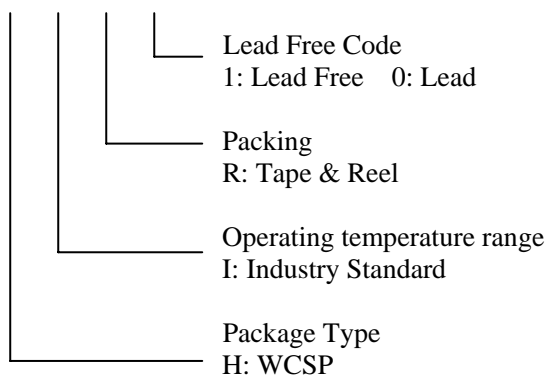 Lead Free Code
1: Lead Free 0: Lead
Packing
R: Tape & Reel
Operating temperature range
I: Industry Standard
Package Type
H: WCSP